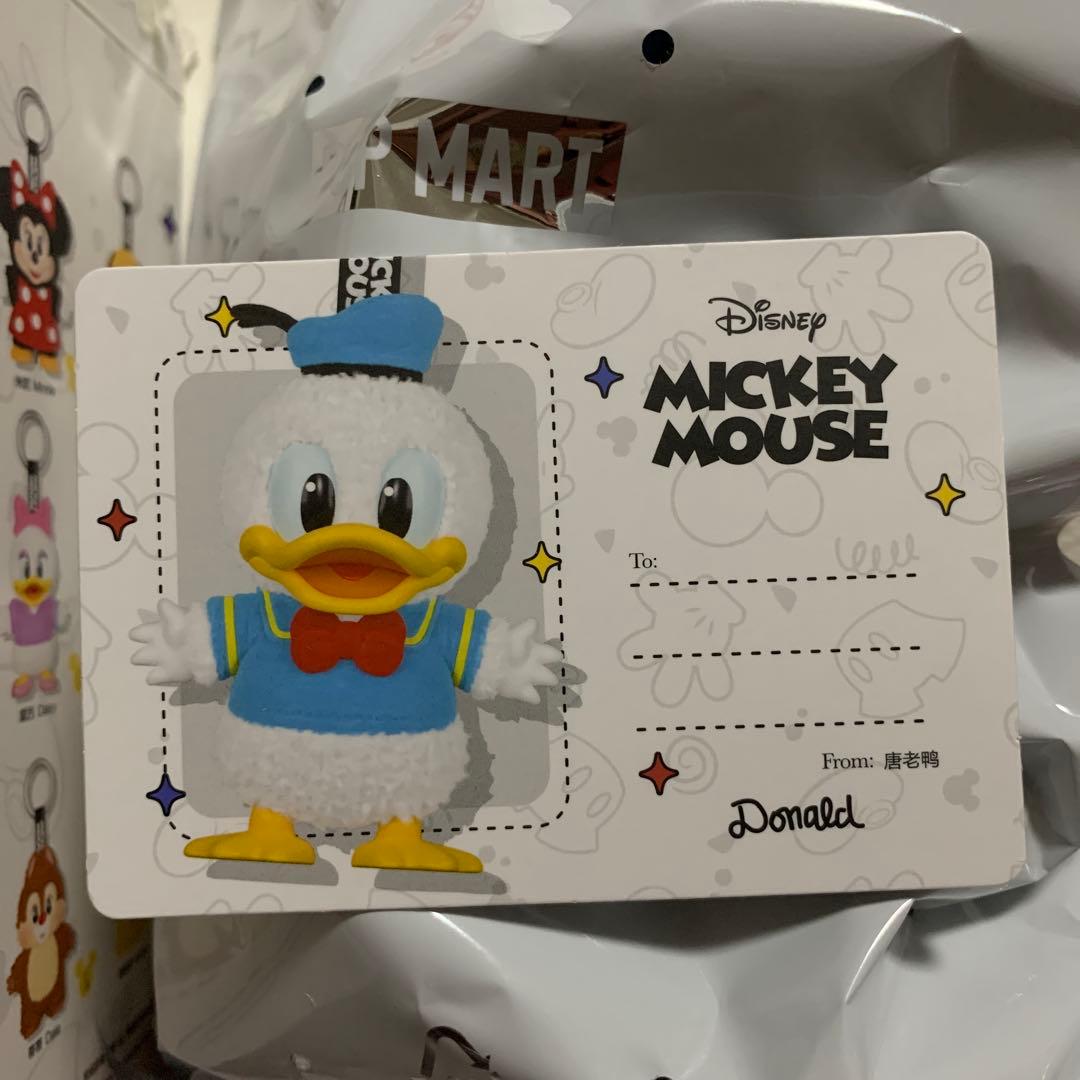 P MART
DISNEY
MICKEY
MOUSE
To:
From: 唐老鸭
Donald